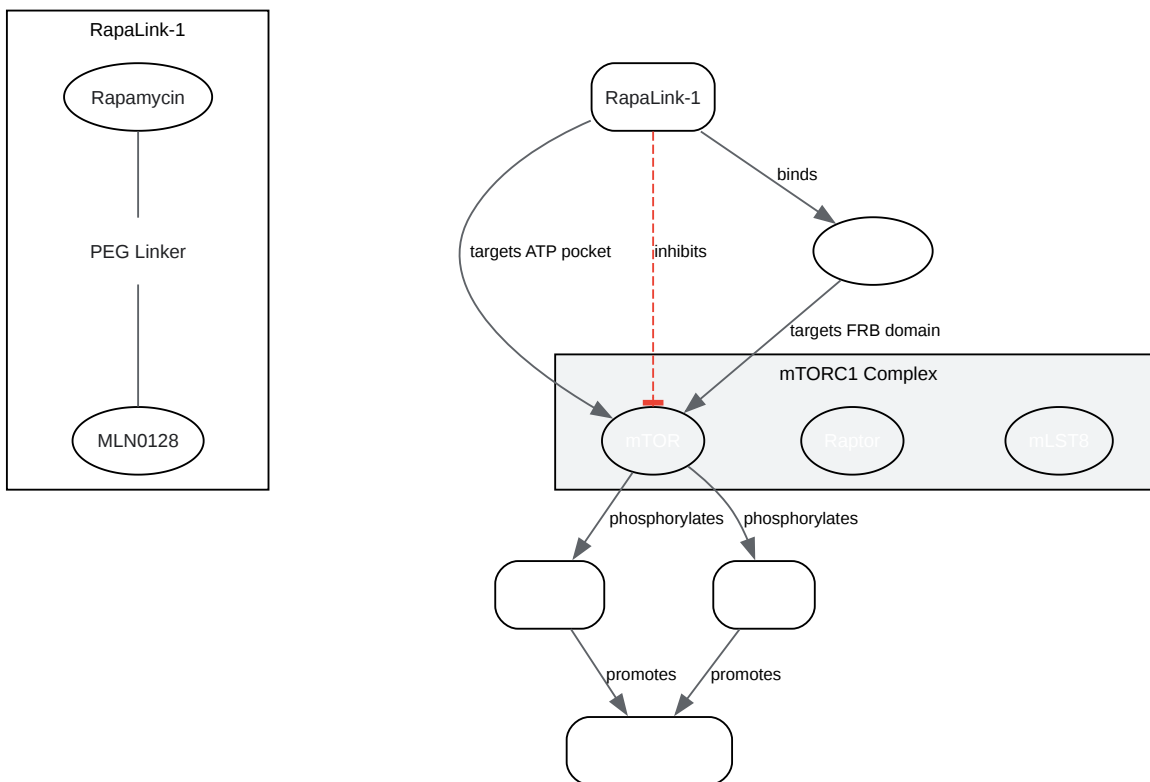 RapaLink-1
Rapamycin
PEG Linker
MLN0128
RapaLink-1
binds
targets ATP pocket
inhibits
targets FRB domain
mTORC1 Complex
mTOR
Raptor
mLST8
phosphorylates
phosphorylates
promotes
promotes